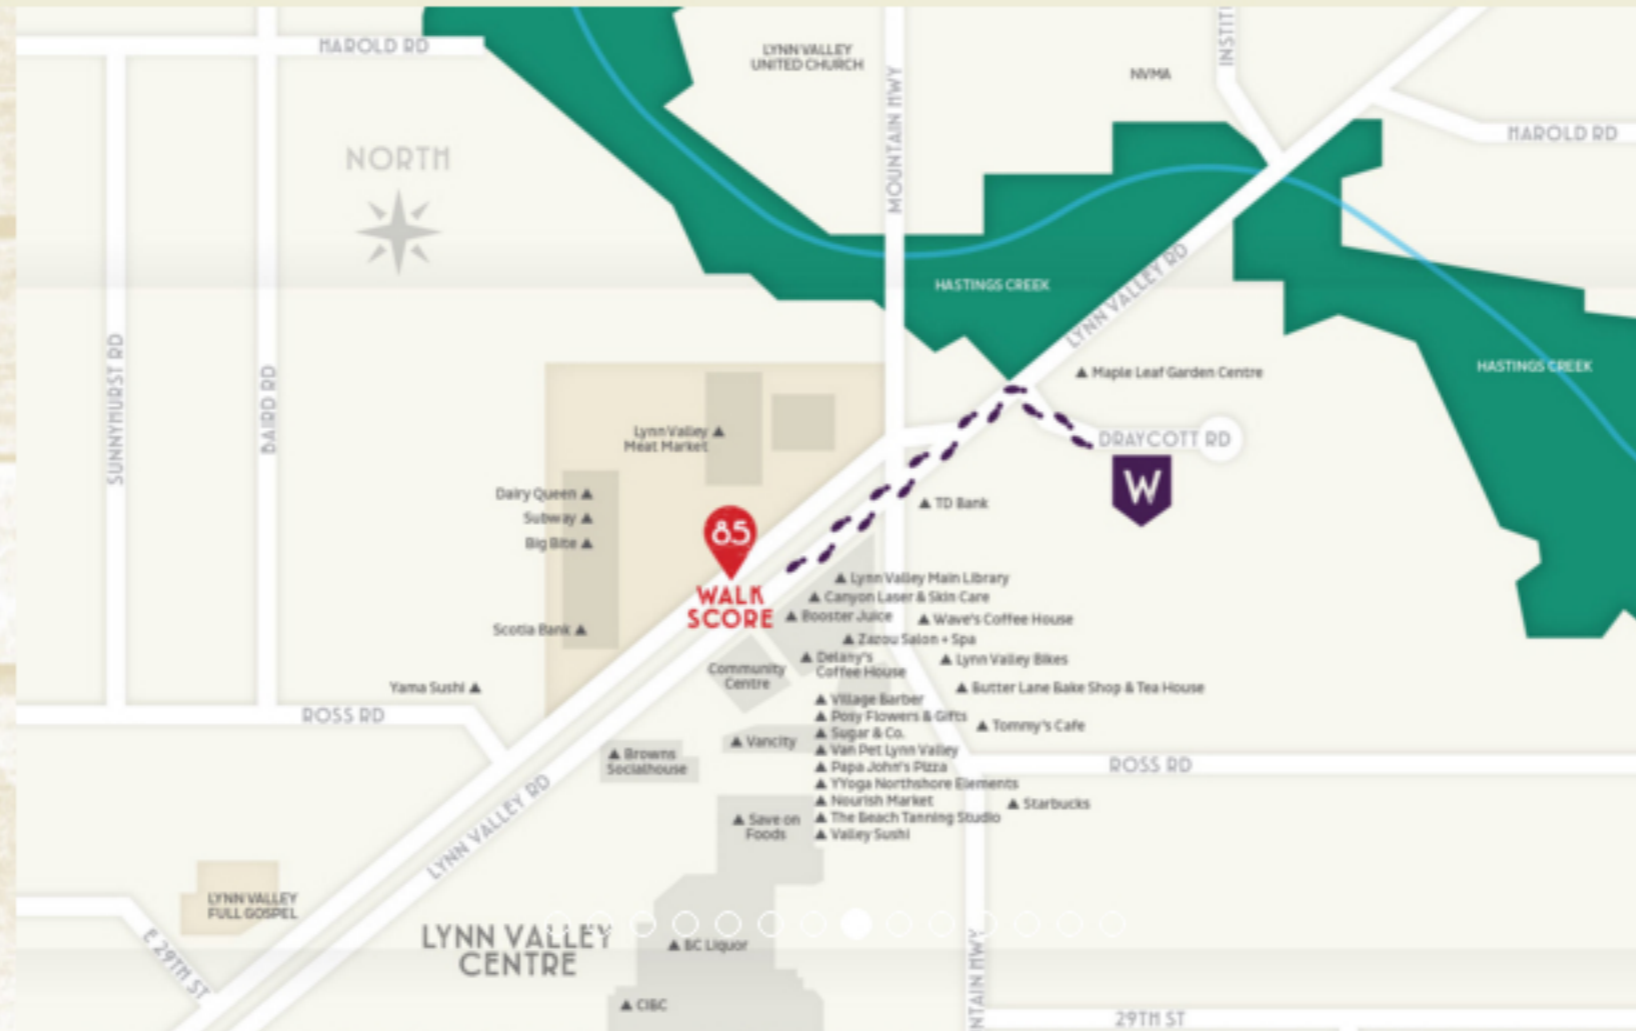 HAROLD RD
LYNN VALLEY
UNITED CHURCH
MOUNTAIN HWY
NVMA
INSTIT
HAROLD RD
NORTH
HASTINGS CREEK
LYNN VALLEY RD
HASTINGS CREEK
SUNNYHURST RD
BAIRD RD
Maple Leaf Garden Centre
Lynn Valley
Meat Market
DRAYCOTT RD
W
Dairy Queen
Subway
Big Bite
TD Bank
85
WALK
SCORE
Scotia Bank
Lynn Valley Main Library
Canyon Laser & Skin Care
Booster Juice
Wave's Coffee House
Zazou Salon + Spa
Delany's
Coffee House
Lynn Valley Bikes
Community
Centre
Yama Sushi
Butter Lane Bake Shop & Tea House
Village Barber
Posy Flowers & Gifts
Tommy's Cafe
Sugar & Co.
Van Pet Lynn Valley
Papa John's Pizza
YYoga Northshore Elements
Nourish Market
The Beach Tanning Studio
Valley Sushi
ROSS RD
Vancity
Browns
Socialhouse
ROSS RD
Starbucks
Save on
Foods
LYNN VALLEY RD
LYNN VALLEY
FULL GOSPEL
E 29TH ST
LYNN VALLEY
CENTRE
BC Liquor
CIBC
NTAIN HWY
29TH ST